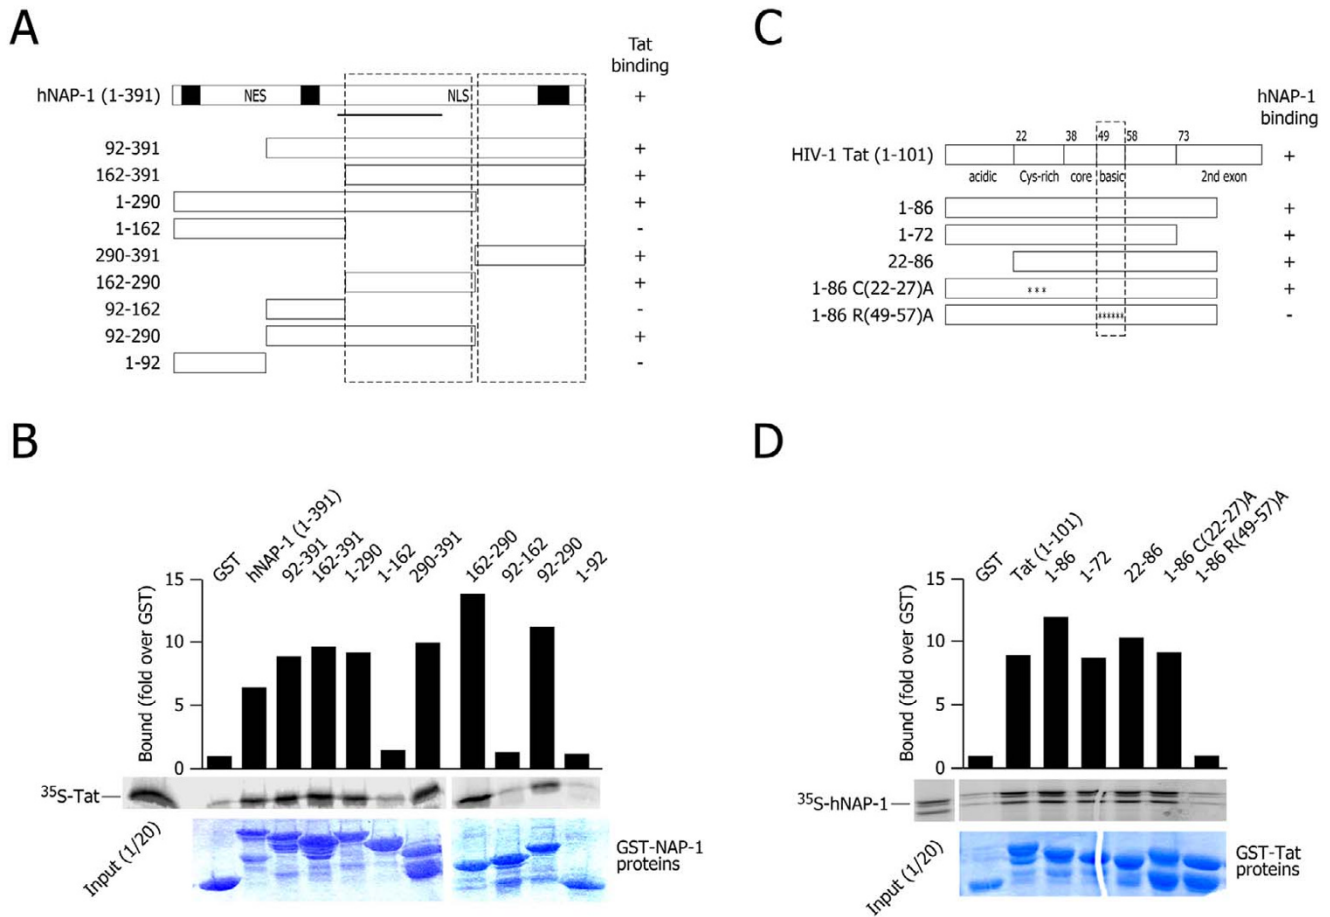 A
Tat
binding
hNAP-1 (1-391) NES NLS +
92-391 +
162-391 +
1-290 +
1-162 -
290-391 +
162-290 +
92-162 -
92-290 +
1-92 -
C
hNAP-1
binding
22 38 49 58 73
HIV-1 Tat (1-101) +
acidic Cys-rich core basic 2nd exon
1-86 +
1-72 +
22-86 +
1-86 C(22-27)A *** +
1-86 R(49-57)A ****** -
B
GST hNAP-1 (1-391) 92-391 162-391 1-290 1-162 290-391 162-290 92-162 92-290 1-92
Bound (fold over GST)
15
10
5
0
35S-Tat
Input (1/20)
GST-NAP-1
proteins
D
GST Tat (1-101) 1-86 1-72 22-86 1-86 C(22-27)A 1-86 R(49-57)A
Bound (fold over GST)
15
10
5
0
35S-hNAP-1
Input (1/20)
GST-Tat
proteins